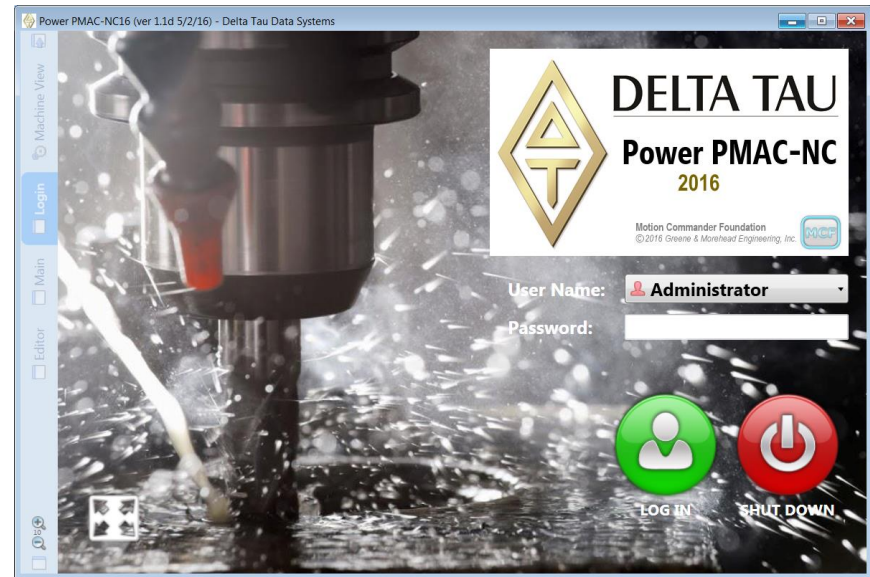 Power PMAC-NC16 (ver 1.1d 5/2/16) - Delta Tau Data Systems
Machine View
Login
Main
Editor
DELTA TAU
Power PMAC-NC
2016
Motion Commander Foundation
©2016 Greene & Morehead Engineering, Inc.
MCF
User Name:
Administrator
Password:
LOG IN
SHUT DOWN